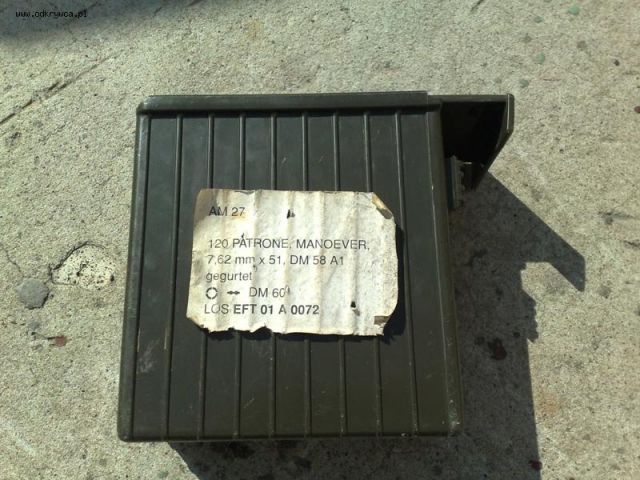 www.odkrywca.pl
AM 27
120 PATRONE, MANOEVER,
7,62 mm x 51, DM 58 A1
gegurtet
DM 60
LOS EFT 01 A 0072